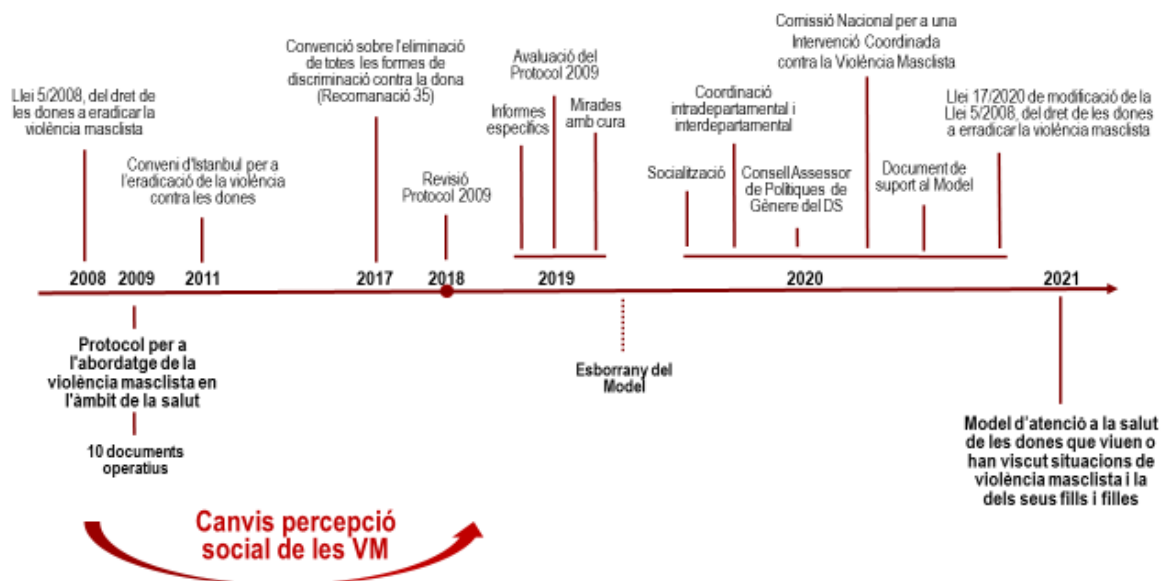 Llei 5/2008, del dret de
les dones a eradicar la
violència masclista
Conveni d'Istanbul per a
l'eradicació de la violència
contra les dones
Convenció sobre l'eliminació
de totes les formes de
discriminació contra la dona
(Recomanació 35)
Revisió
Protocol 2009
Informes
específics
Avaluació del
Protocol 2009
Mirades
amb cura
Socialització
Coordinació
intradepartamental i
interdepartamental
Consell Assessor
de Polítiques de
Gènere del DS
Comissió Nacional per a una
Intervenció Coordinada
contra la Violència Masclista
Document de
suport al Model
Llei 17/2020 de modificació de la
Llei 5/2008, del dret de les dones
a erradicar la violència masclista
2008 2009 2011 2017 2018 2019 2020 2021
Protocol per a
l'abordatge de la
violència masclista en
l'àmbit de la salut
10 documents
operatius
Esborrany del
Model
Model d'atenció a la salut
de les dones que viuen o
han viscut situacions de
violència masclista i la
dels seus fills i filles
Canvis percepció
social de les VM